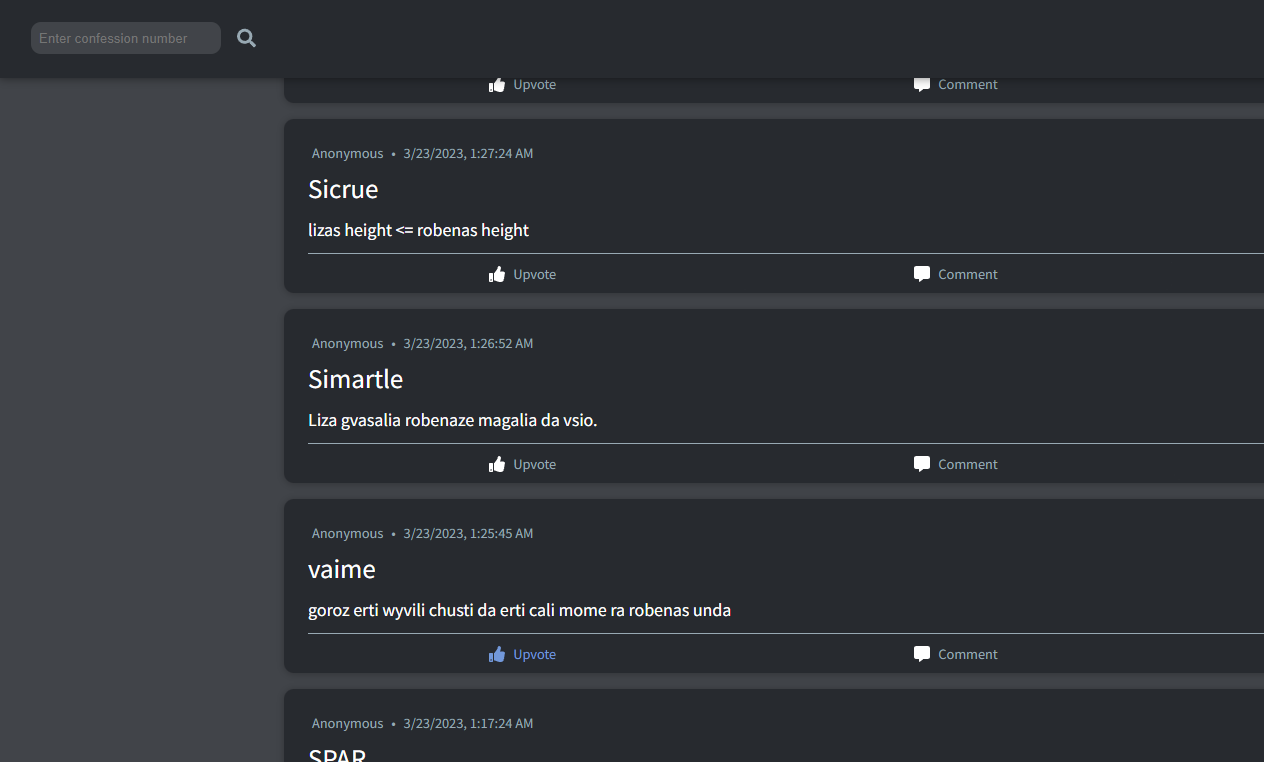 Enter confession number
Upvote Comment
Anonymous • 3/23/2023, 1:27:24 AM
Sicrue
lizas height <= robenas height
Upvote Comment
Anonymous • 3/23/2023, 1:26:52 AM
Simartle
Liza gvasalia robenaze magalia da vsio.
Upvote Comment
Anonymous • 3/23/2023, 1:25:45 AM
vaime
goroz erti wyvili chusti da erti cali mome ra robenas unda
Upvote Comment
Anonymous • 3/23/2023, 1:17:24 AM
SPAR